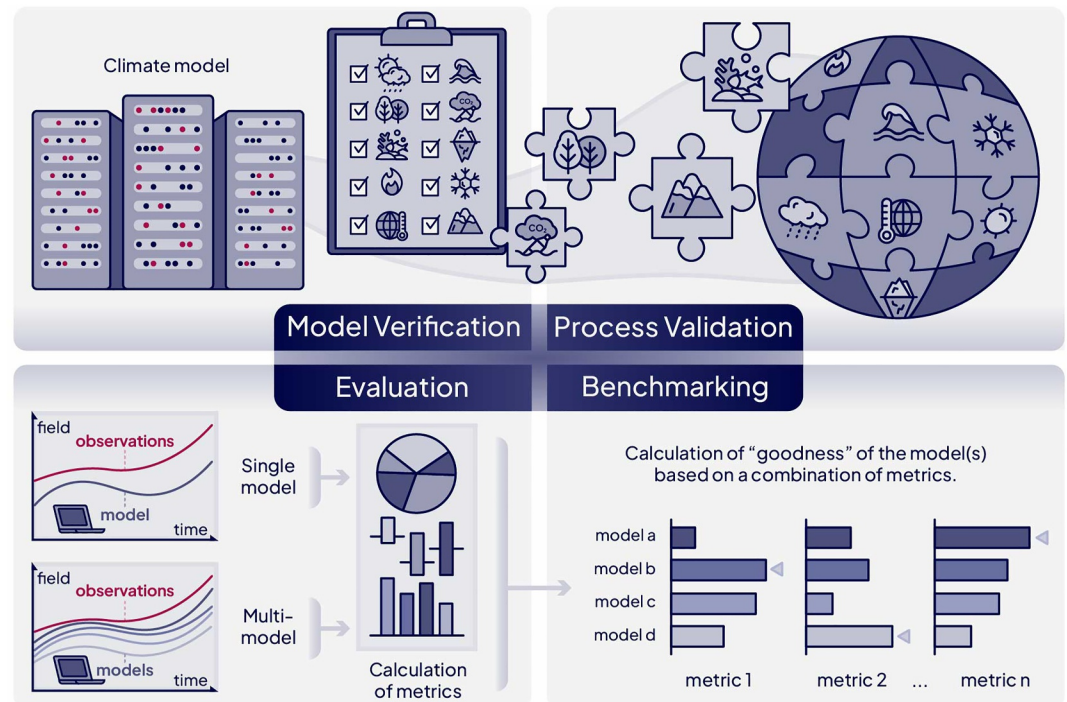 Climate model
CO₂
CO₂
Model Verification
Process Validation
Evaluation
Benchmarking
field
observations
model
time
Single
model
field
observations
models
time
Multi-
model
Calculation
of metrics
Calculation of “goodness” of the model(s)
based on a combination of metrics.
model a
model b
model c
model d
metric 1
metric 2
...
metric n